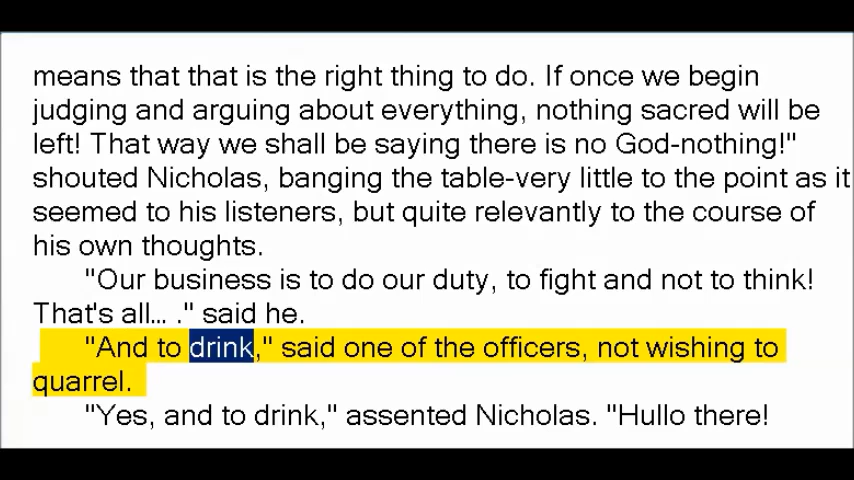 means that that is the right thing to do. If once we begin
judging and arguing about everything, nothing sacred will be
left! That way we shall be saying there is no God-nothing!"
shouted Nicholas, banging the table-very little to the point as it
seemed to his listeners, but quite relevantly to the course of
his own thoughts.
"Our business is to do our duty, to fight and not to think!
That's all... ." said he.
"And to drink," said one of the officers, not wishing to
quarrel.
"Yes, and to drink," assented Nicholas. "Hullo there!